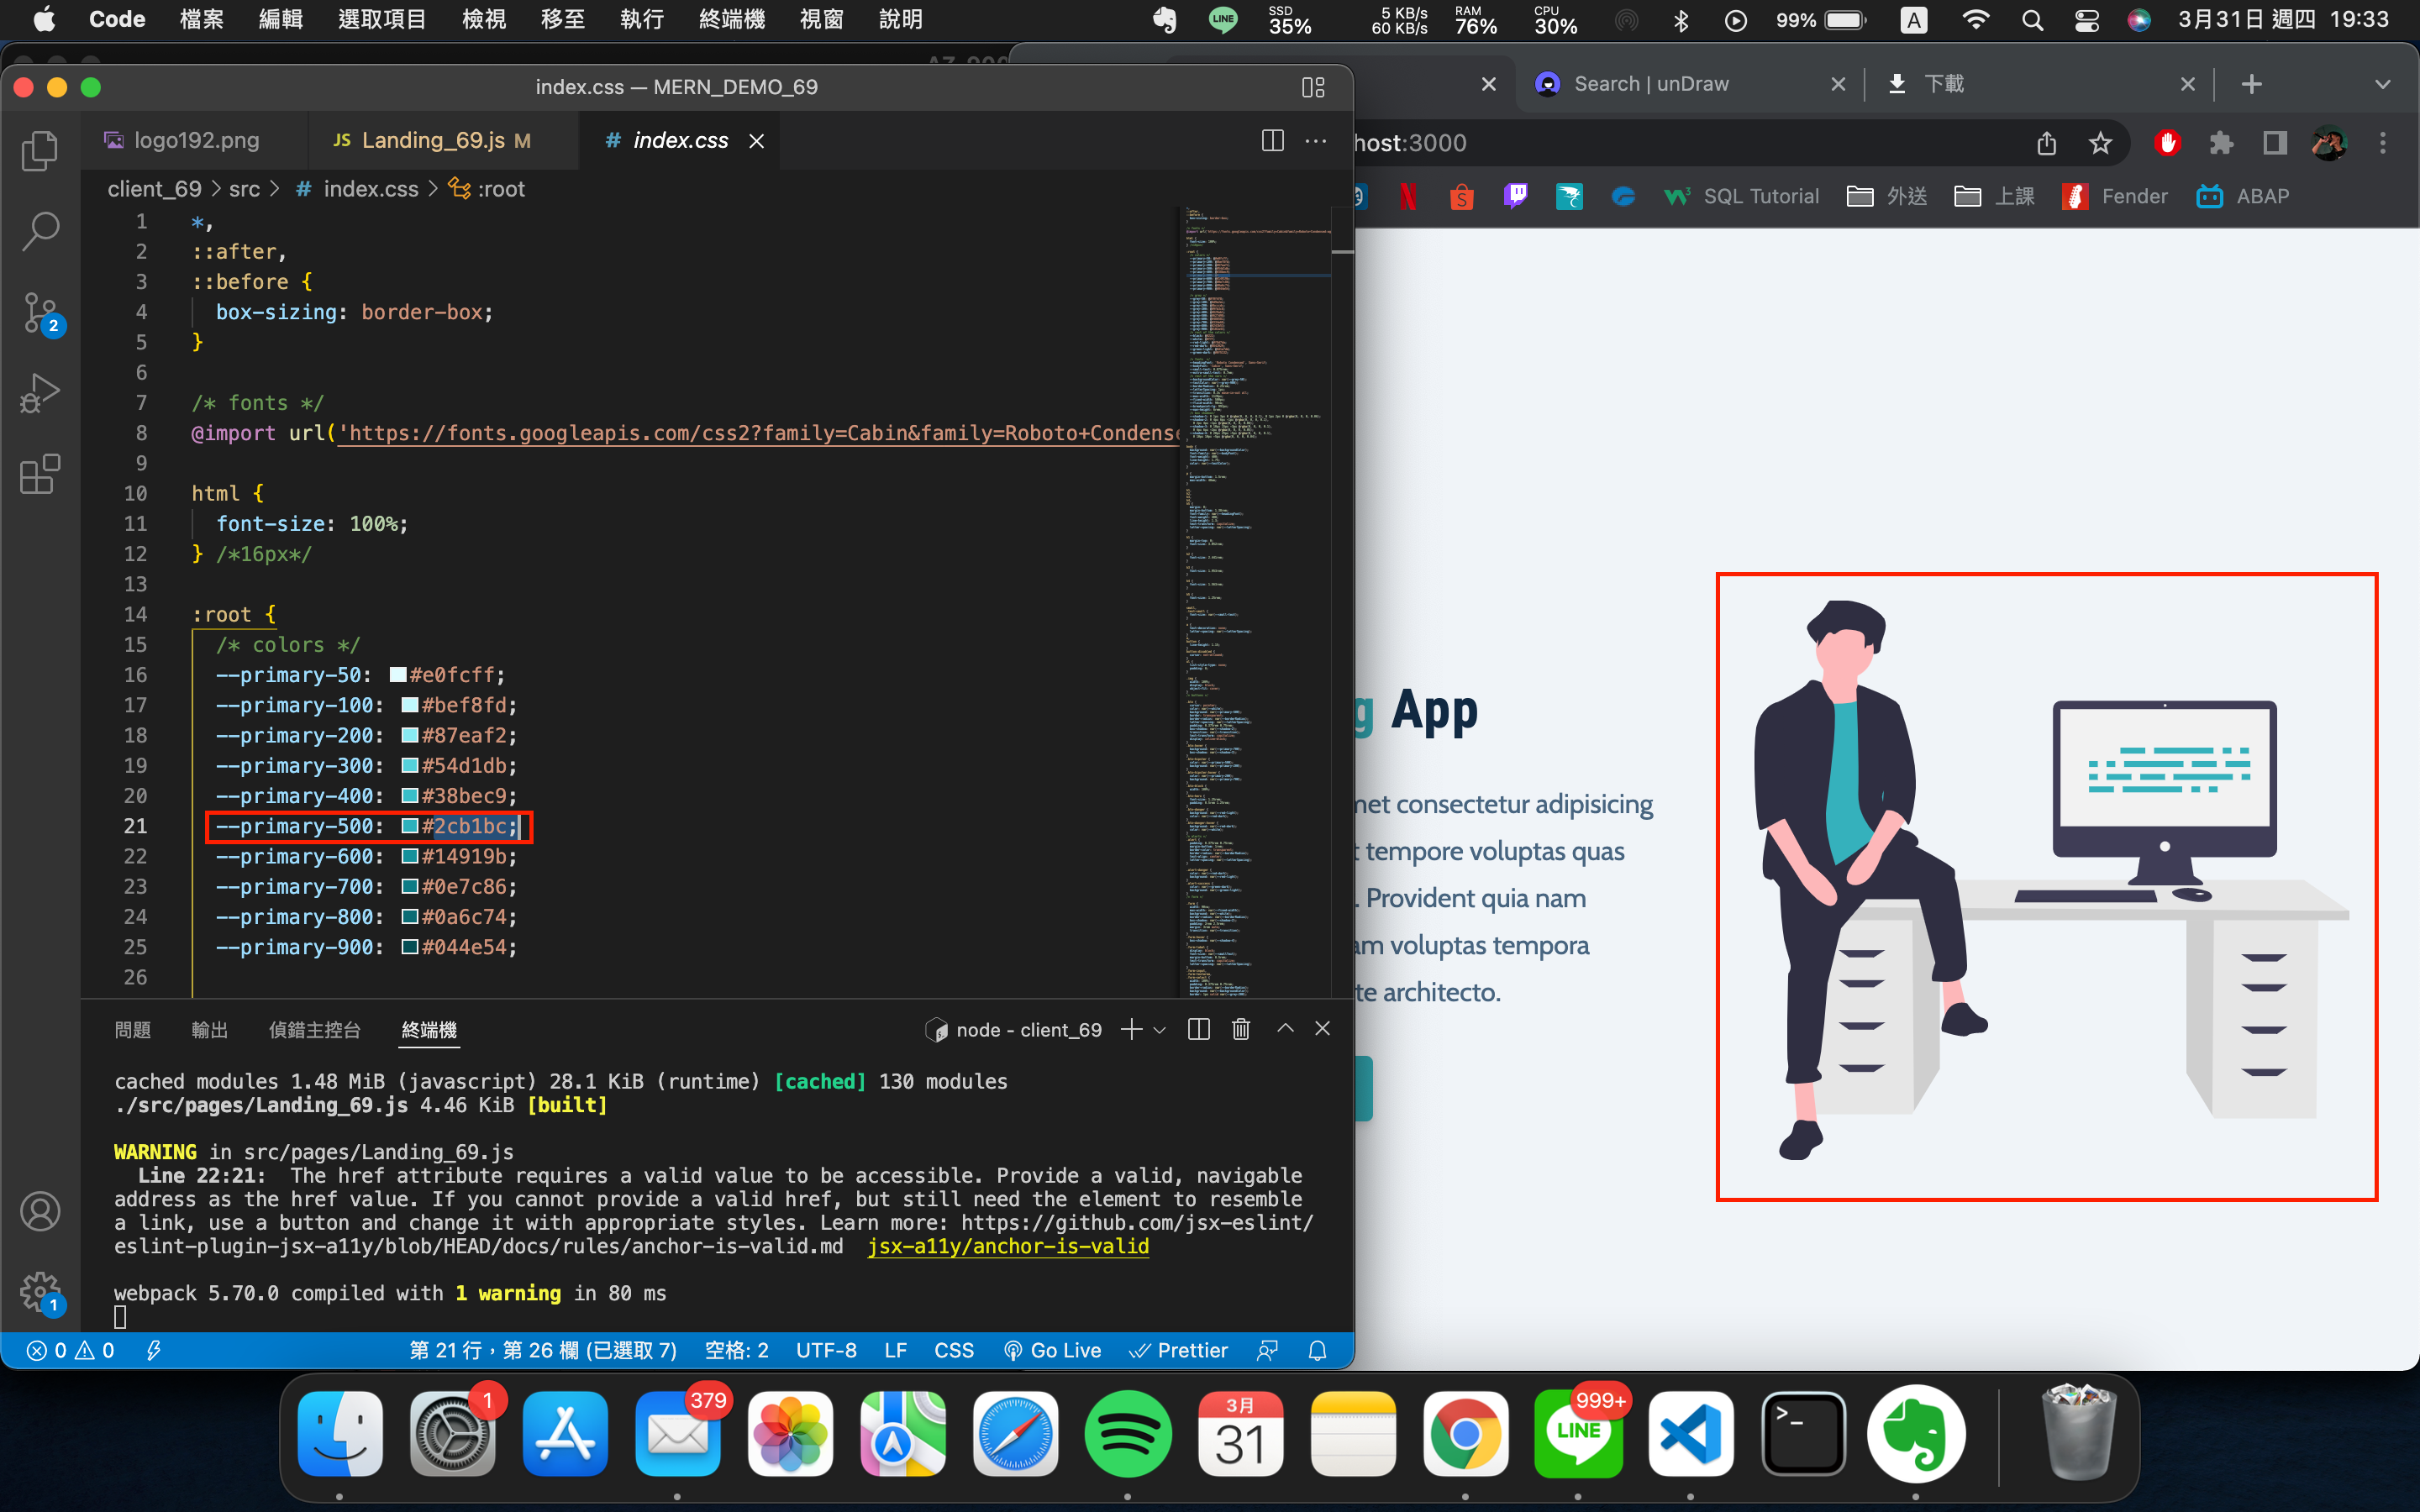 Code 檔案 編輯 選取項目 檢視 移至 執行 終端機 視窗 說明
LINE SSD 35% 5 KB/s 60 KB/s RAM 76% CPU 30% 99% A 3月31日 週四 19:33
index.css — MERN_DEMO_69
Search | unDraw 下載
logo192.png JS Landing_69.js M # index.css
host:3000
client_69 > src > # index.css > :root
SQL Tutorial 外送 上課 Fender ABAP
1 *,
2 ::after,
3 ::before {
4 box-sizing: border-box;
5 }
6
7 /* fonts */
8 @import url('https://fonts.googleapis.com/css2?family=Cabin&family=Roboto+Condense
9
10 html {
11 font-size: 100%;
12 } /*16px*/
13
14 :root {
15 /* colors */
16 --primary-50: #e0fcff;
17 --primary-100: #bef8fd;
18 --primary-200: #87eaf2;
19 --primary-300: #54d1db;
20 --primary-400: #38bec9;
21 --primary-500: #2cb1bc;
22 --primary-600: #14919b;
23 --primary-700: #0e7c86;
24 --primary-800: #0a6c74;
25 --primary-900: #044e54;
26
g App
met consectetur adipisicing
t tempore voluptas quas
. Provident quia nam
am voluptas tempora
te architecto.
問題 輸出 偵錯主控台 終端機 node - client_69
cached modules 1.48 MiB (javascript) 28.1 KiB (runtime) [cached] 130 modules
./src/pages/Landing_69.js 4.46 KiB [built]
WARNING in src/pages/Landing_69.js
Line 22:21: The href attribute requires a valid value to be accessible. Provide a valid, navigable
address as the href value. If you cannot provide a valid href, but still need the element to resemble
a link, use a button and change it with appropriate styles. Learn more: https://github.com/jsx-eslint/
eslint-plugin-jsx-a11y/blob/HEAD/docs/rules/anchor-is-valid.md jsx-a11y/anchor-is-valid
webpack 5.70.0 compiled with 1 warning in 80 ms
2
1
0 0 第 21 行，第 26 欄 (已選取 7) 空格: 2 UTF-8 LF CSS Go Live Prettier
1 379 3月 31 999+ LINE